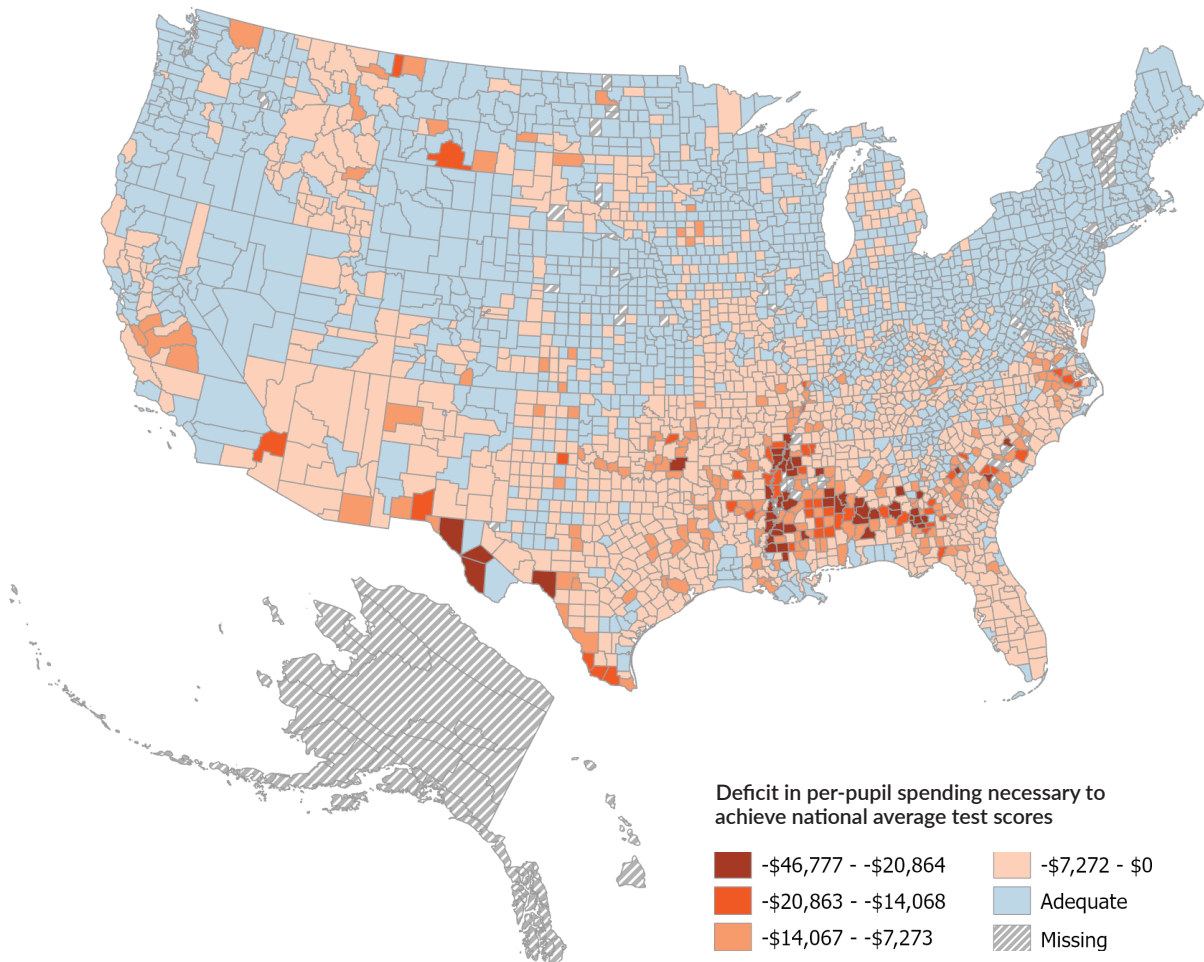 Deficit in per-pupil spending necessary to
achieve national average test scores
-$46,777 - -$20,864
-$20,863 - -$14,068
-$14,067 - -$7,273
-$7,272 - $0
Adequate
Missing